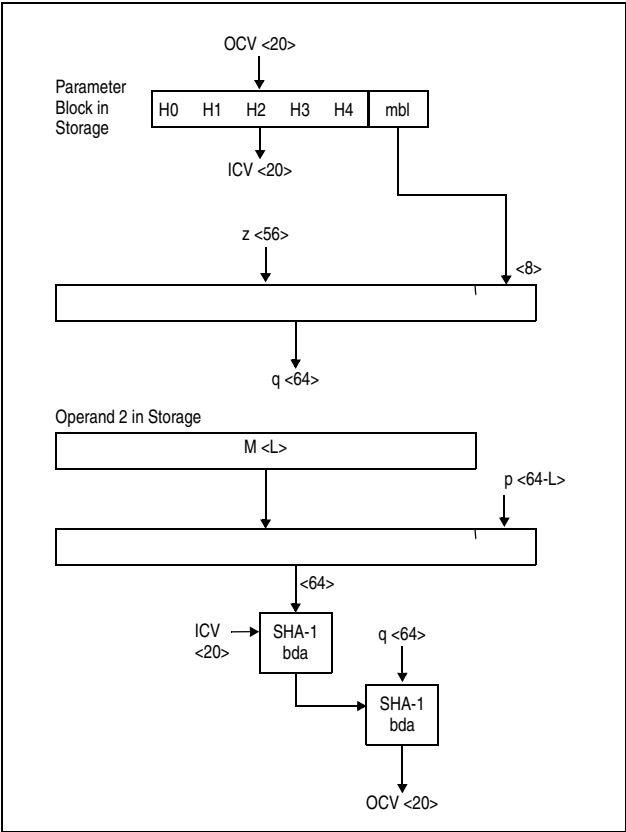 OCV <20>
Parameter
Block in
Storage
H0 H1 H2 H3 H4 mbl
ICV <20>
z <56>
<8>
q <64>
Operand 2 in Storage
M <L>
p <64-L>
<64>
ICV
<20>
SHA-1
bda
q <64>
SHA-1
bda
OCV <20>